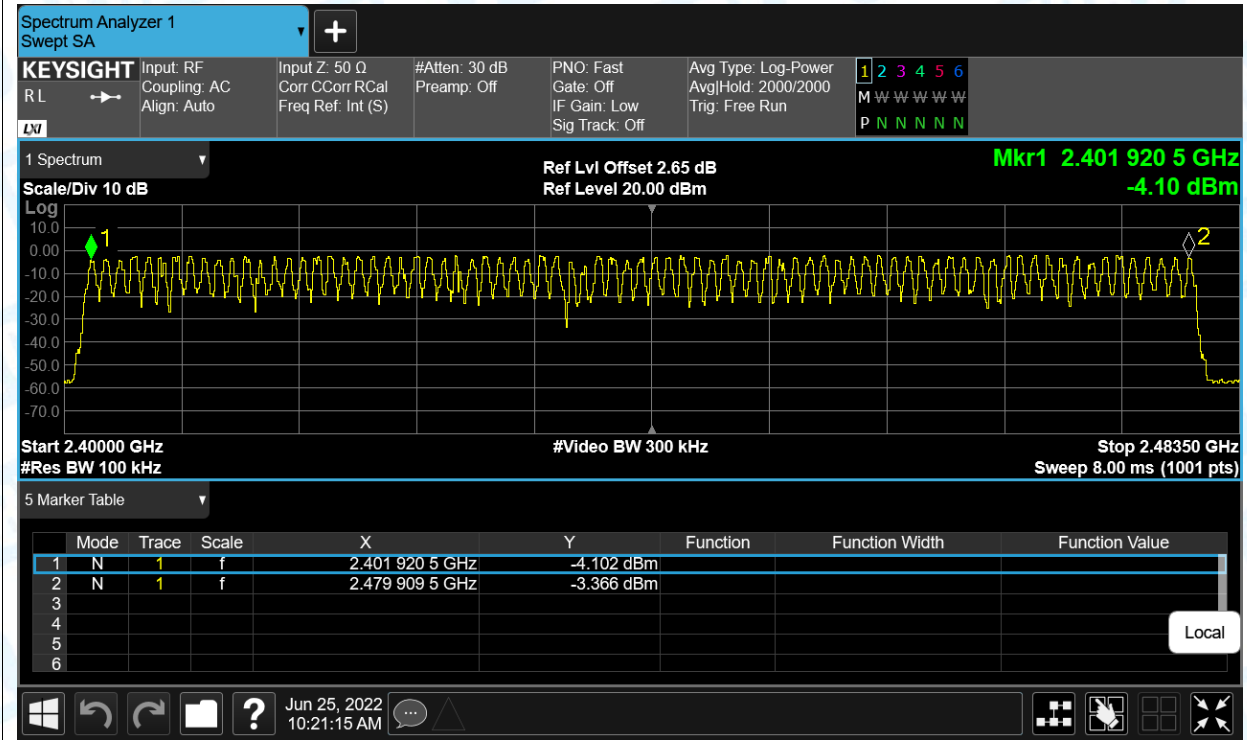 Spectrum Analyzer 1
Swept SA
KEYSIGHT
R L
LXI
Input: RF
Coupling: AC
Align: Auto
Input Z: 50 Ω
Corr CCorr RCal
Freq Ref: Int (S)
#Atten: 30 dB
Preamp: Off
PNO: Fast
Gate: Off
IF Gain: Low
Sig Track: Off
Avg Type: Log-Power
Avg|Hold: 2000/2000
Trig: Free Run
1 2 3 4 5 6
M W W W W W
P N N N N N
1 Spectrum
Scale/Div 10 dB
Ref Lvl Offset 2.65 dB
Ref Level 20.00 dBm
Mkr1 2.401 920 5 GHz
-4.10 dBm
Log
10.0
0.00
-10.0
-20.0
-30.0
-40.0
-50.0
-60.0
-70.0
1
2
Start 2.40000 GHz
#Res BW 100 kHz
#Video BW 300 kHz
Stop 2.48350 GHz
Sweep 8.00 ms (1001 pts)
5 Marker Table
Mode Trace Scale X Y Function Function Width Function Value
1 N 1 f 2.401 920 5 GHz -4.102 dBm
2 N 1 f 2.479 909 5 GHz -3.366 dBm
3
4
5
6
Local
?
Jun 25, 2022
10:21:15 AM